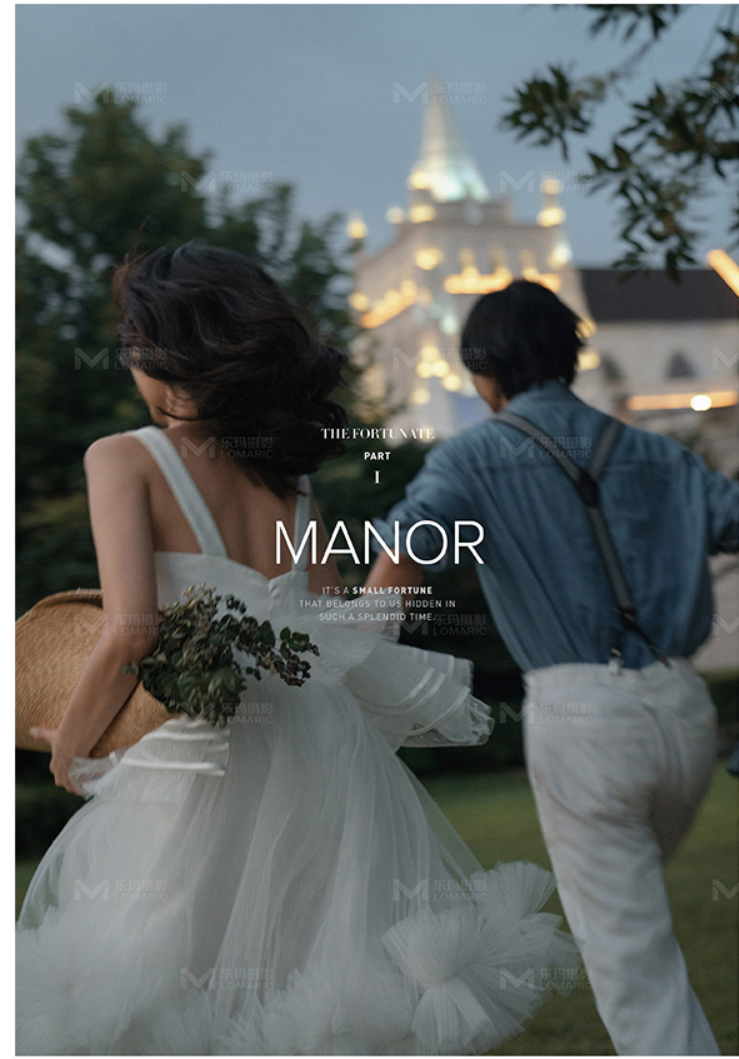 THE FORTUNATE
PART
I
MANOR
IT'S A SMALL FORTUNE
THAT BELONGS TO US HIDDEN IN
SUCH A SPLENDID TIME.
乐玛摄影
LOMARIC